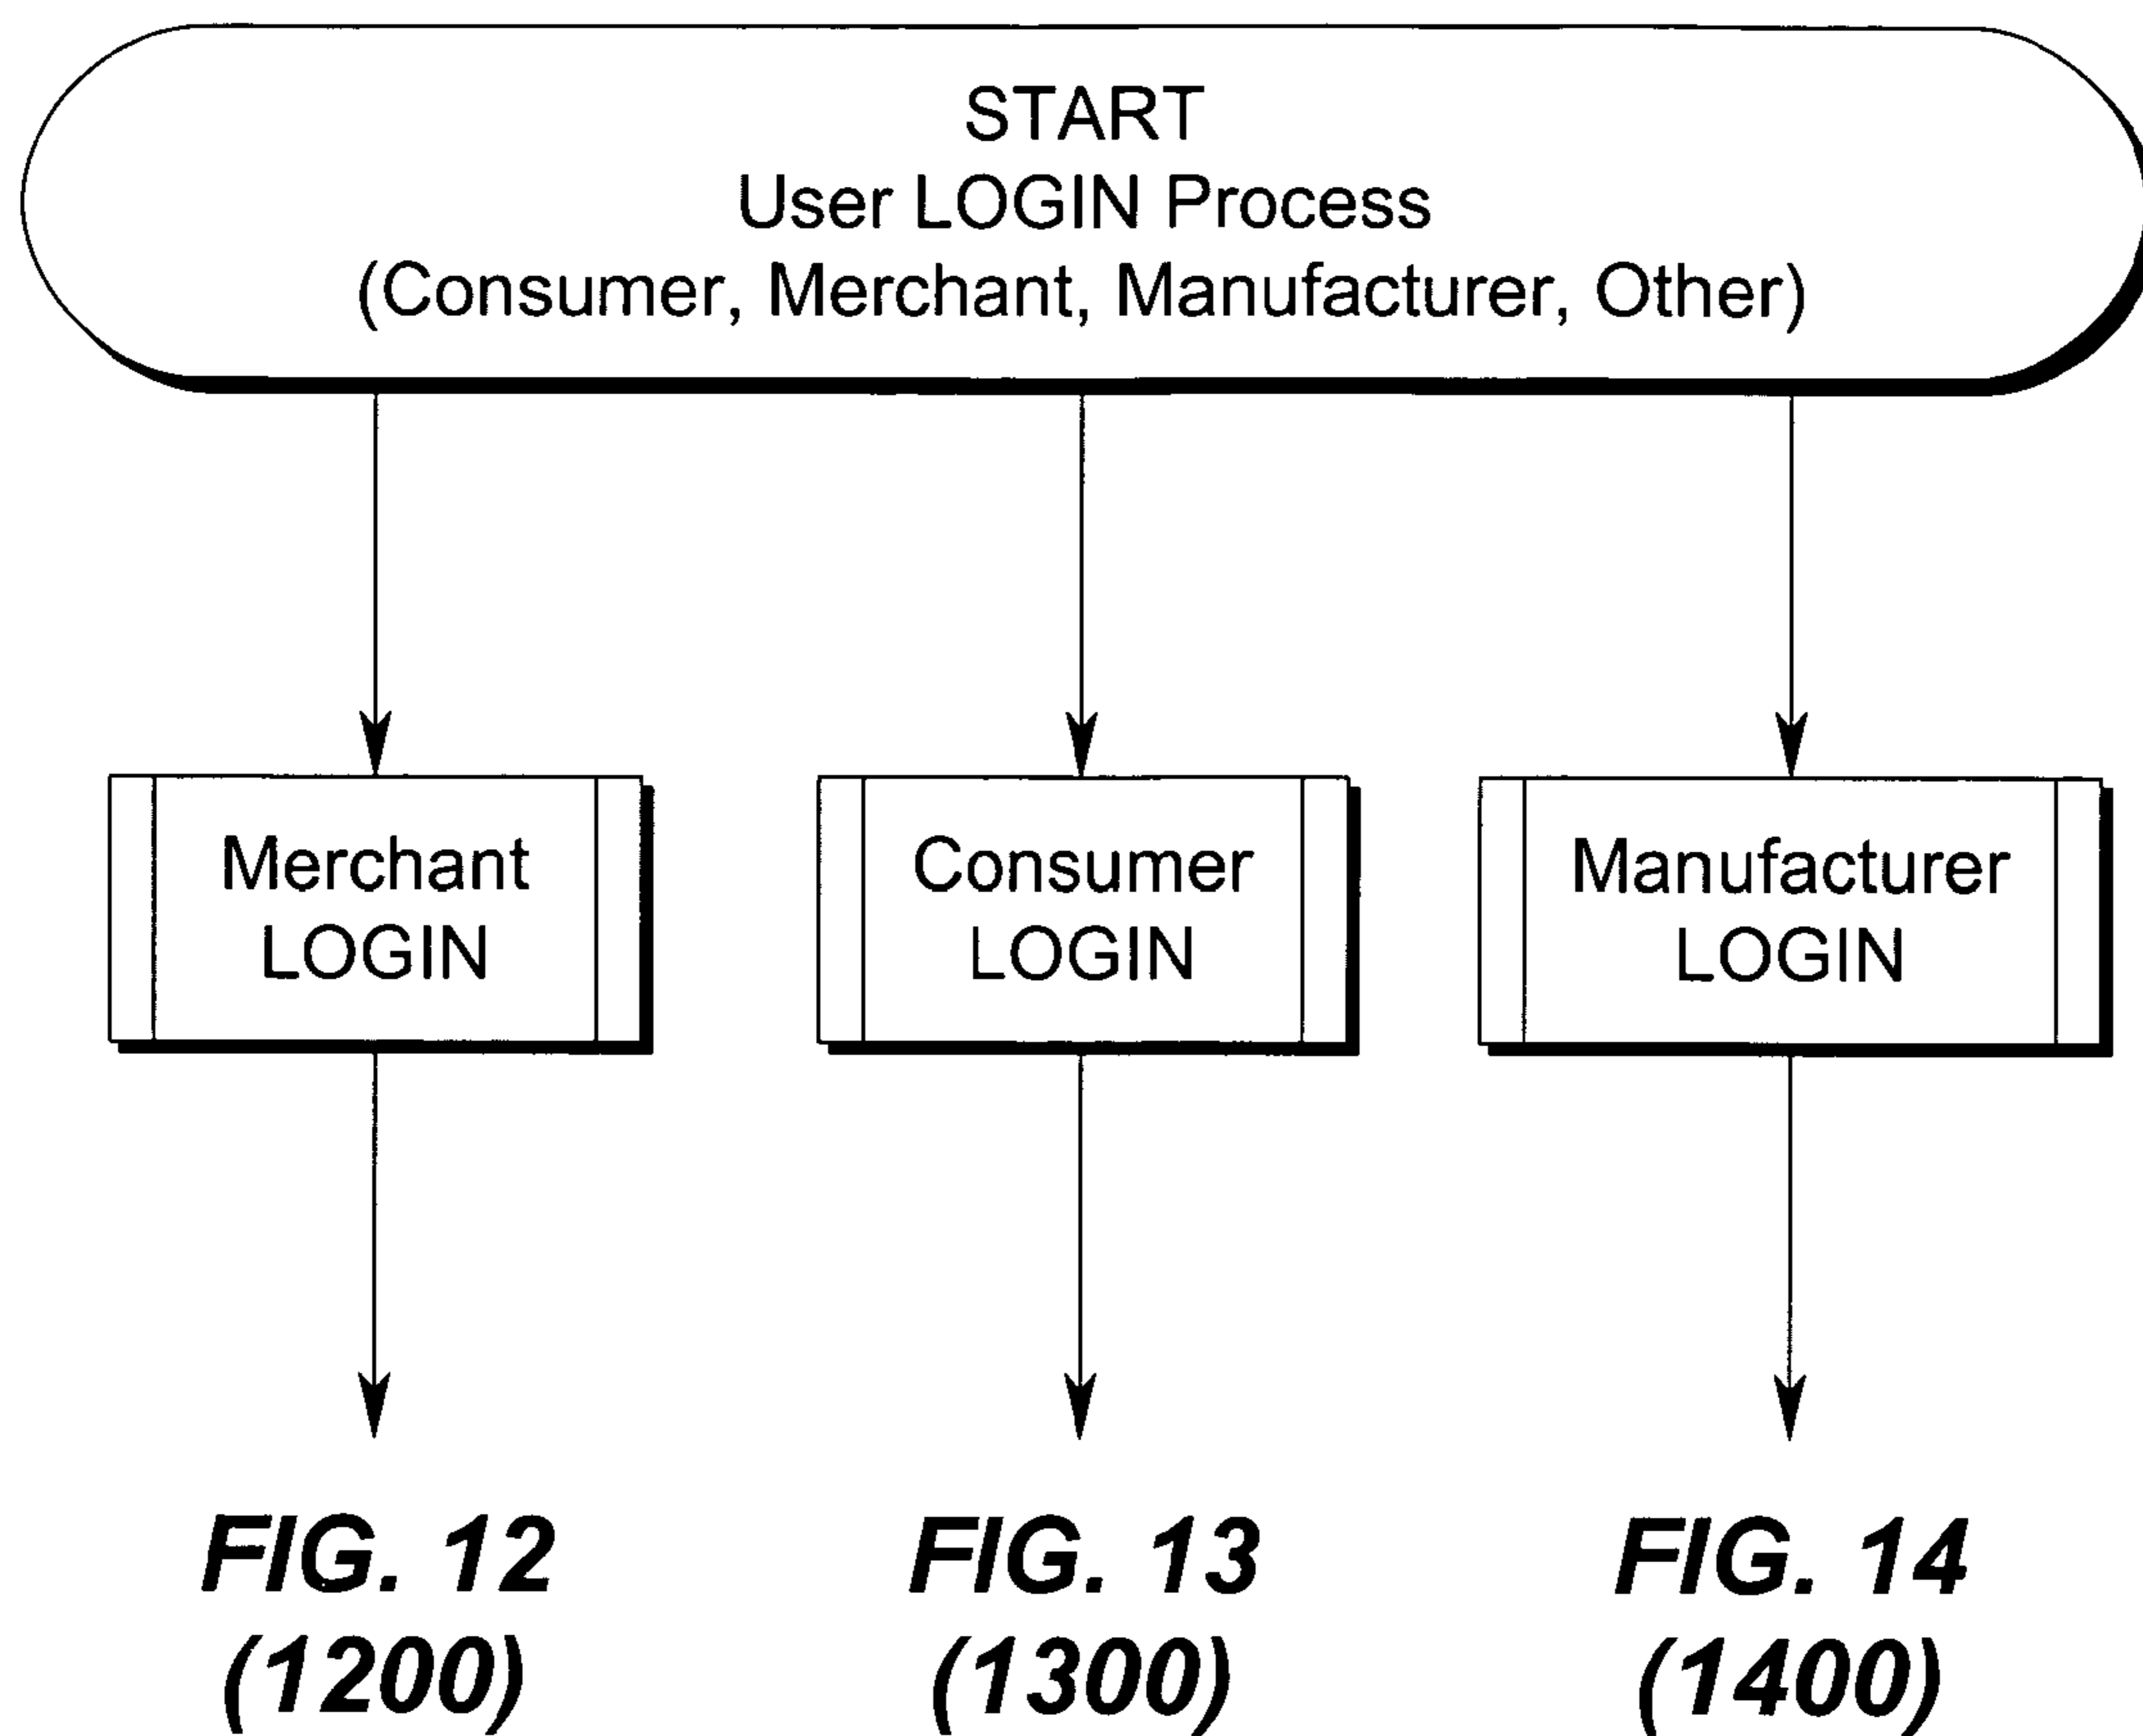 START
User LOGIN Process
(Consumer, Merchant, Manufacturer, Other)
Merchant
LOGIN
Consumer
LOGIN
Manufacturer
LOGIN
FIG. 12
(1200)
FIG. 13
(1300)
FIG. 14
(1400)